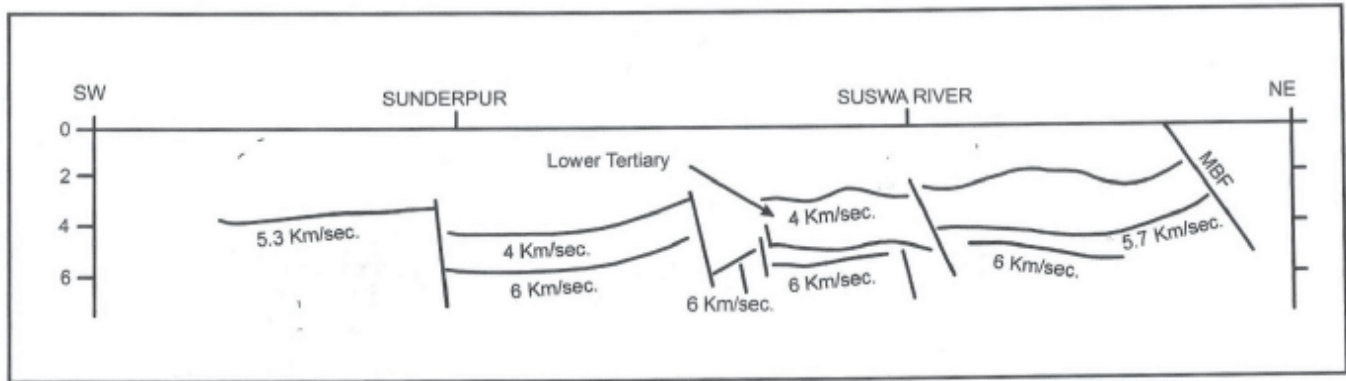 SW
SUNDERPUR
SUSWA RIVER
NE
0
2
4
6
Lower Tertiary
MBF
5.3 Km/sec.
4 Km/sec.
6 Km/sec.
6 Km/sec.
4 Km/sec.
6 Km/sec.
5.7 Km/sec.
6 Km/sec.